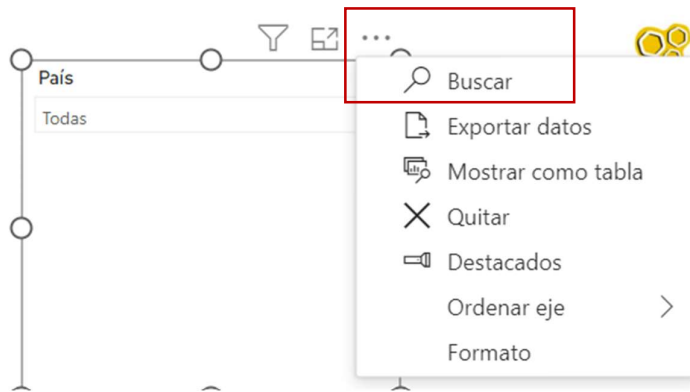 País
Todas
Buscar
Exportar datos
Mostrar como tabla
Quitar
Destacados
Ordenar eje
Formato